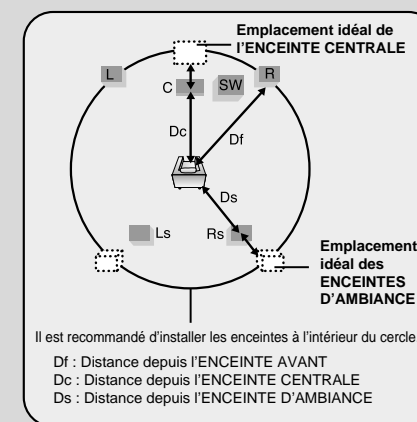 Emplacement idéal de
l'ENCEINTE CENTRALE
L
C
SW
R
Dc
Df
Ds
Ls
Rs
Emplacement
idéal des
ENCEINTES
D'AMBIANCE
Il est recommandé d'installer les enceintes à l'intérieur du cercle
Df : Distance depuis l'ENCEINTE AVANT
Dc : Distance depuis l'ENCEINTE CENTRALE
Ds : Distance depuis l'ENCEINTE D'AMBIANCE